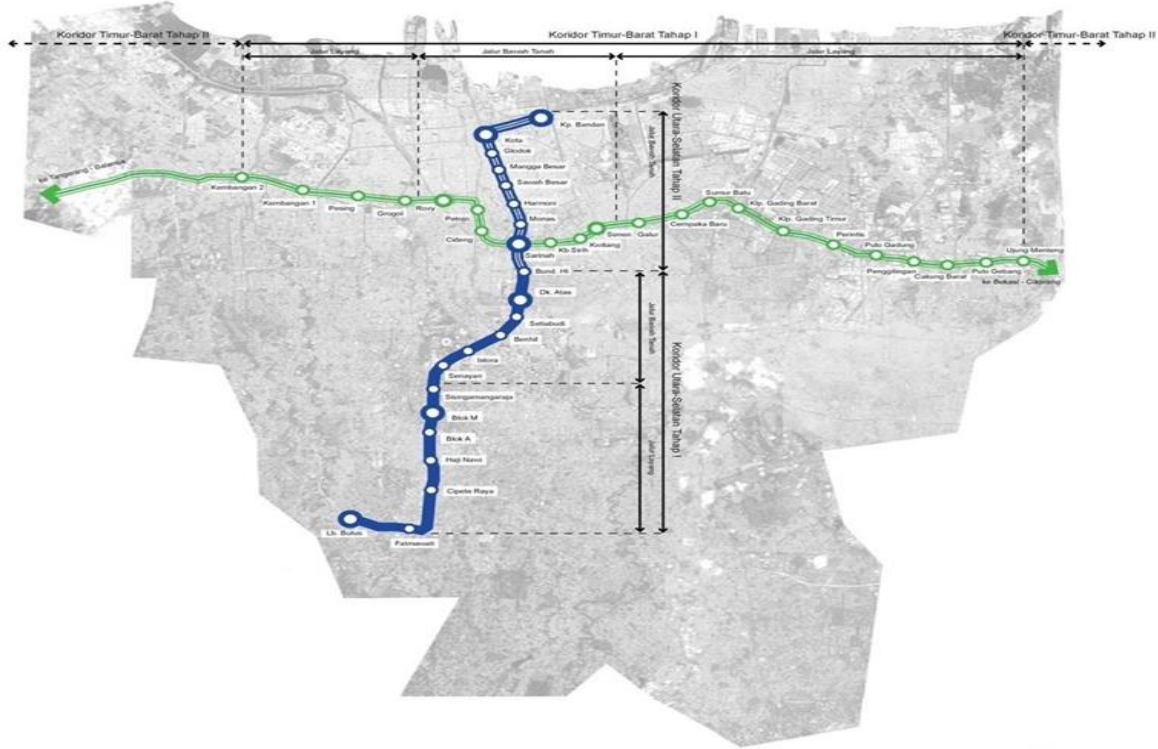 Koridor Timur-Barat Tahap II
Koridor Timur-Barat Tahap I
Koridor Timur-Barat Tahap II
Jalur Layang
Jalur Bawah Tanah
Jalur Layang
Koridor Utara-Selatan Tahap II
Jalur Bawah Tanah
Kp. Bandan
Kota
Glodok
Mangga Besar
Sawah Besar
Harmoni
Monas
Sarinah
Bund. HI
Dk. Atas
Setiabudi
Benhil
Istora
Senayan
Sisingamangaraja
Blok M
Blok A
Haji Nawi
Cipete Raya
Fatmawati
Koridor Utara-Selatan Tahap I
Jalur Bawah Tanah
Jalur Layang
Kembangan 2
Kembangan 1
Pesing
Grogol
Roxy
Petojo
Cideng
Kb.Sirih
Kwitang
Senen
Galur
Cempaka Baru
Sumur Batu
Klp. Gading Barat
Klp. Gading Timur
Perintis
Pulo Gadung
Penggilingan
Cakung Barat
Pulo Gebang
Ujung Menteng
ke Bekasi - Cikarang